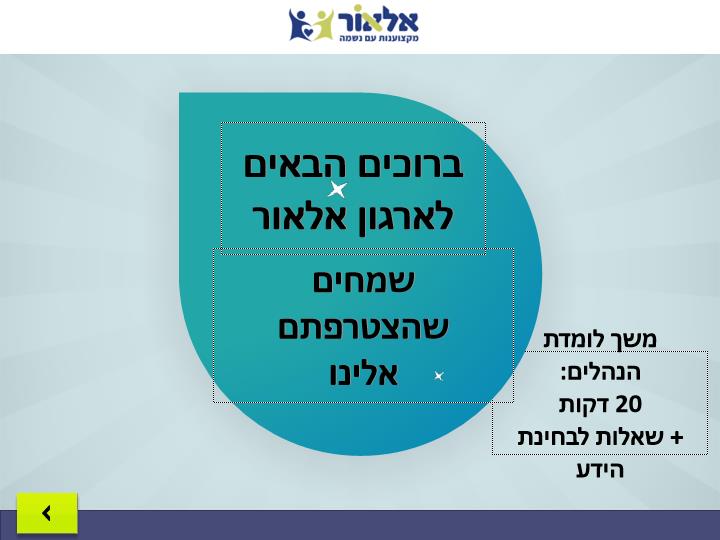 אלאור
מקצוענות עם נשמה
ברוכים הבאים
לארגון אלאור
שמחים
שהצטרפתם
אלינו
משך לומדת
הנהלים:
20 דקות
+ שאלות לבחינת
הידע